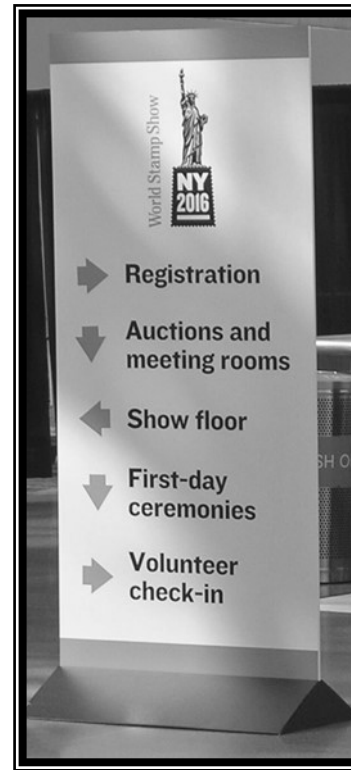 World Stamp Show
NY
2016
Registration
Auctions and
meeting rooms
Show floor
First-day
ceremonies
Volunteer
check-in